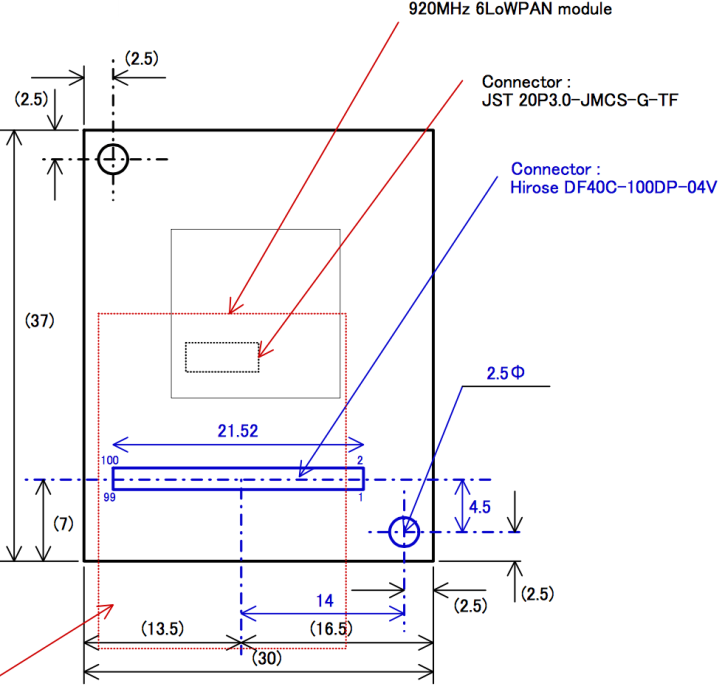 920MHz 6LoWPAN module
(2.5)
Connector :
JST 20P3.0-JMCS-G-TF
(2.5)
Connector :
Hirose DF40C-100DP-04V
(37)
2.5Φ
21.52
100
2
99
1
4.5
(7)
(2.5)
14
(2.5)
(13.5)
(16.5)
(30)